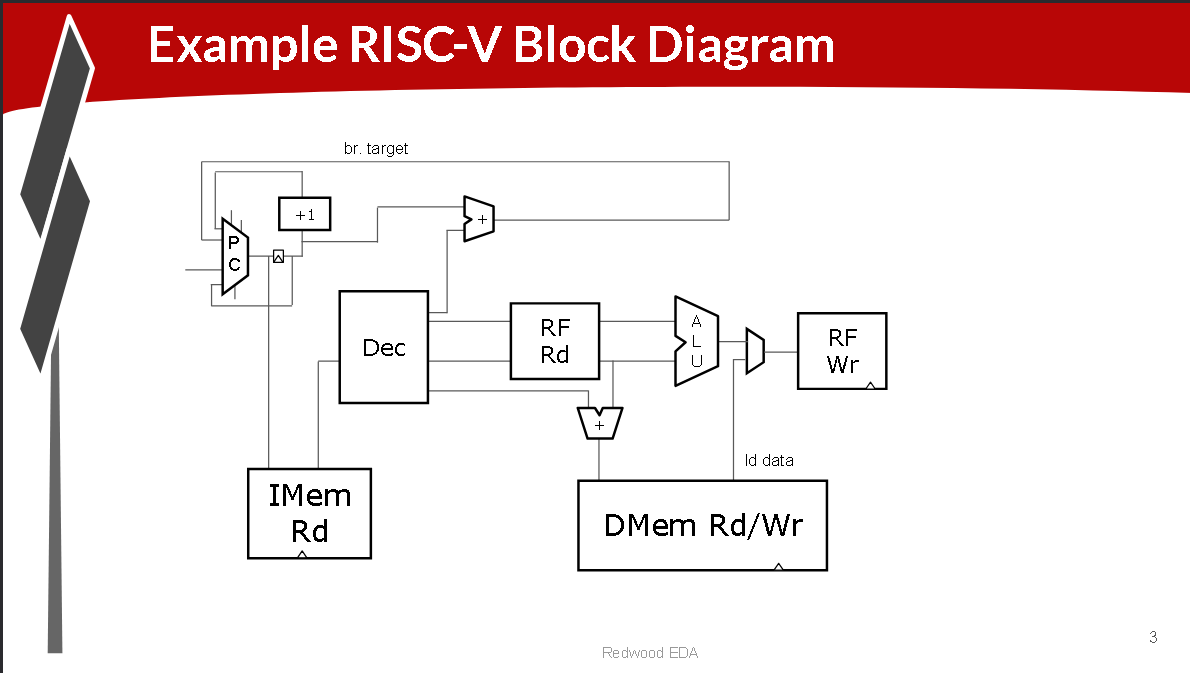 Example RISC-V Block Diagram
br. target
+1
+
P
C
Dec
RF
Rd
A
L
U
RF
Wr
+
ld data
IMem
Rd
DMem Rd/Wr
3
Redwood EDA